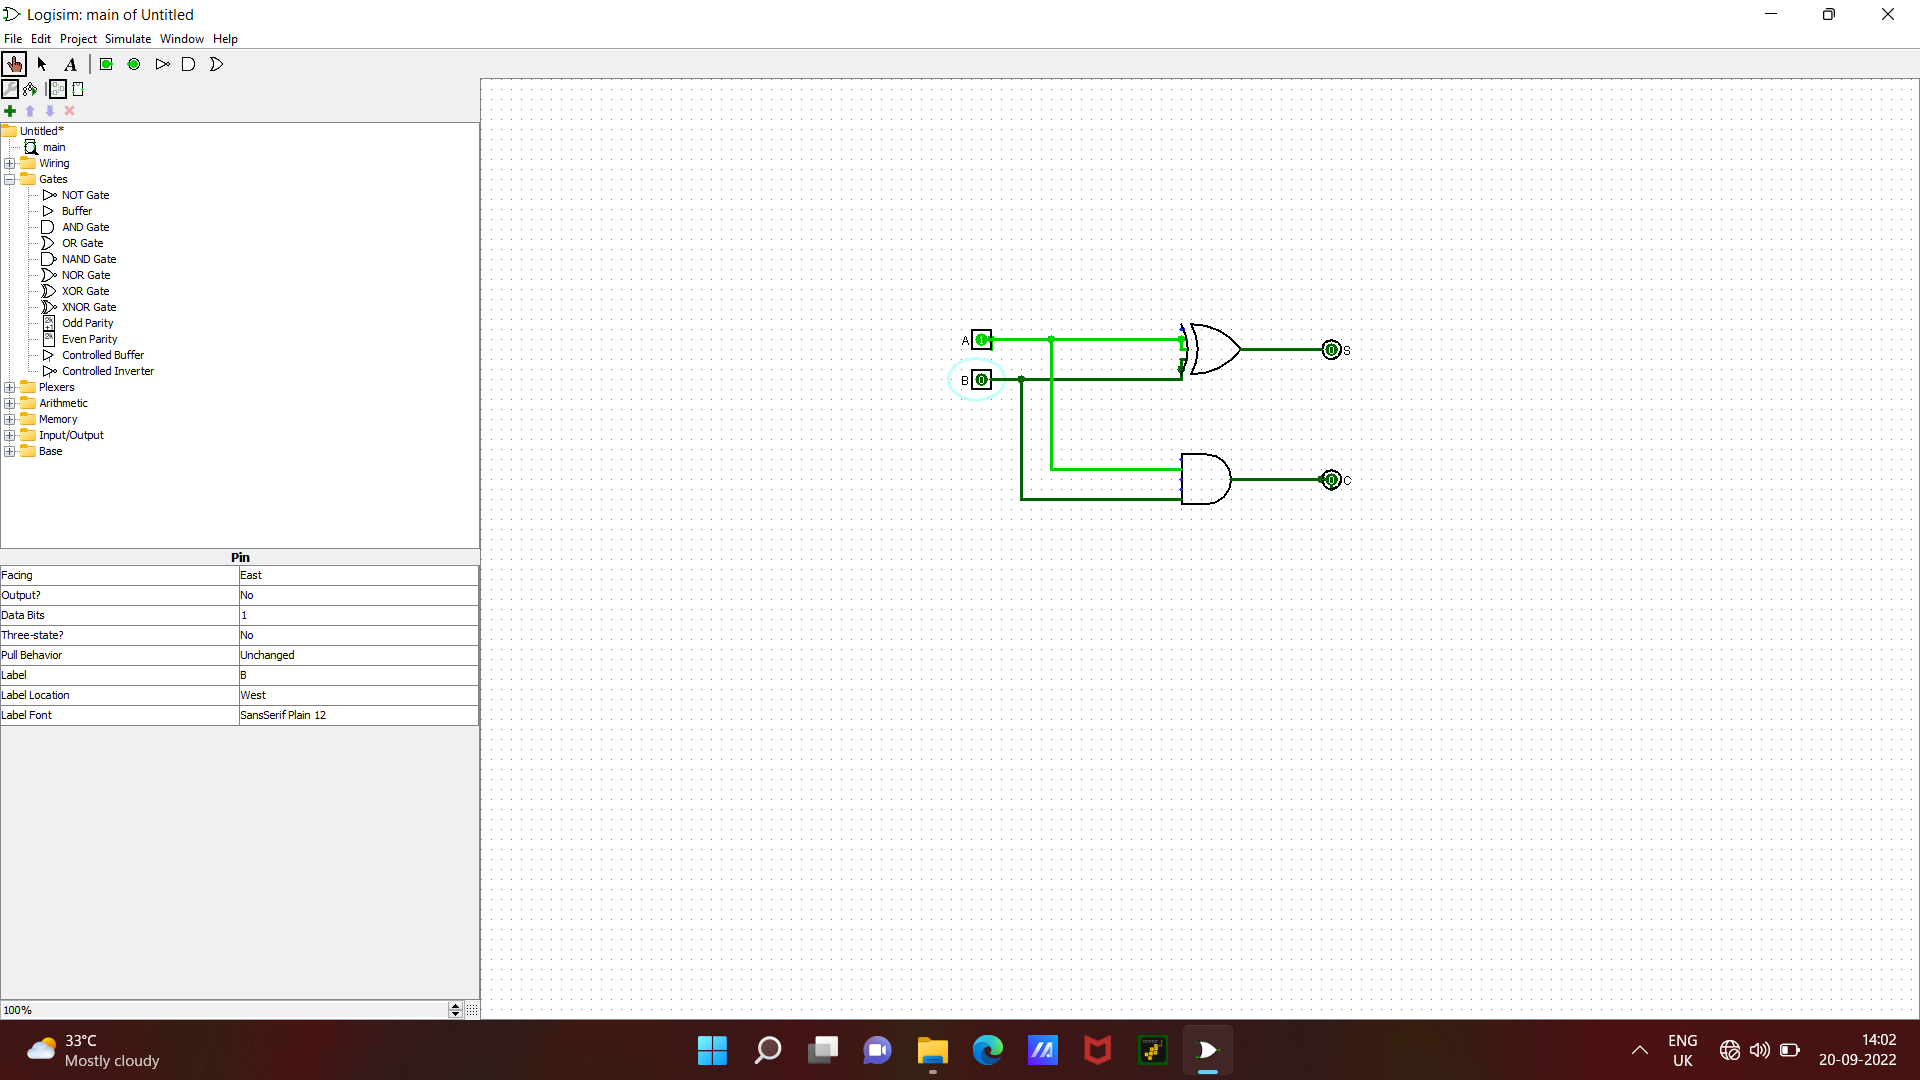 Logisim: main of Untitled
File Edit Project Simulate Window Help
A
Untitled*
main
Wiring
Gates
NOT Gate
Buffer
AND Gate
OR Gate
NAND Gate
NOR Gate
XOR Gate
XNOR Gate
Odd Parity
Even Parity
Controlled Buffer
Controlled Inverter
Plexers
Arithmetic
Memory
Input/Output
Base
Pin
Facing East
Output? No
Data Bits 1
Three-state? No
Pull Behavior Unchanged
Label B
Label Location West
Label Font SansSerif Plain 12
100%
A 1
0 S
B 0
0 C
33°C
Mostly cloudy
ENG
UK
14:02
20-09-2022